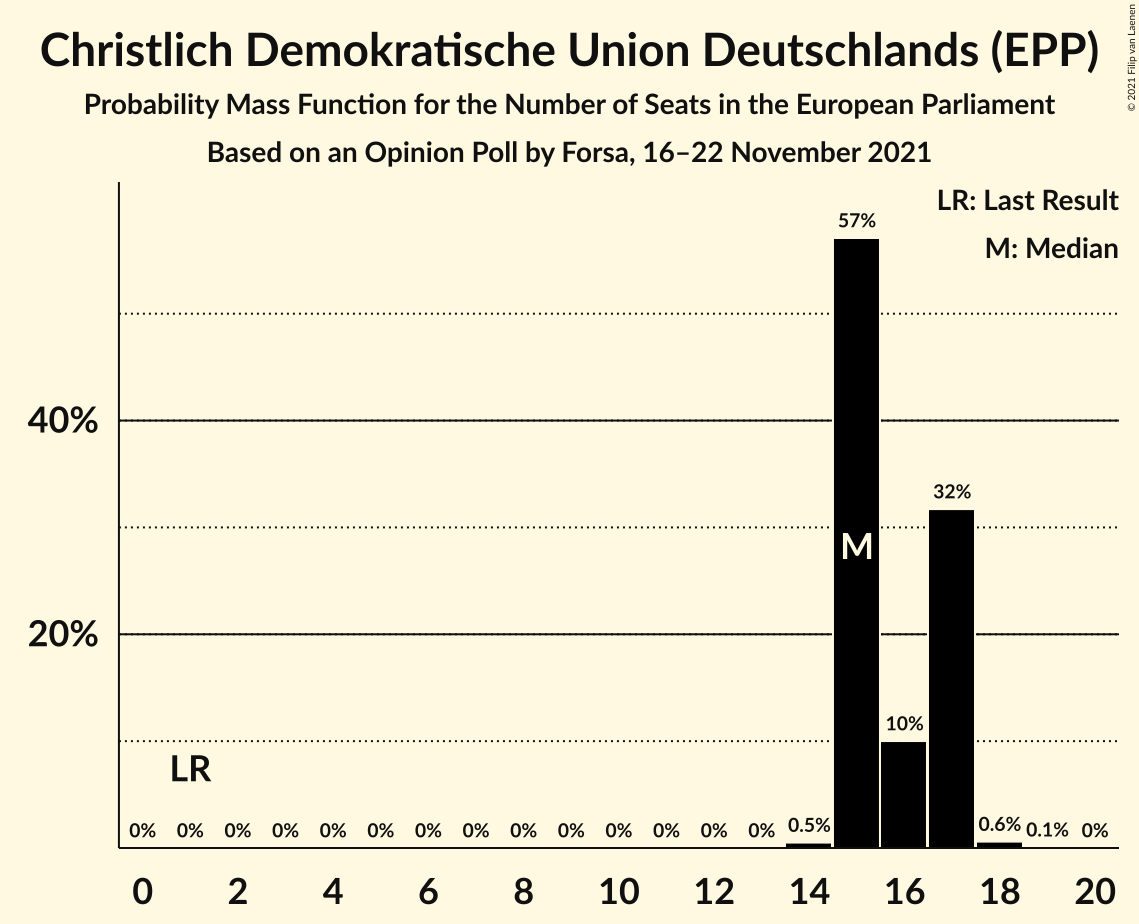 Christlich Demokratische Union Deutschlands (EPP)
Probability Mass Function for the Number of Seats in the European Parliament
Based on an Opinion Poll by Forsa, 16–22 November 2021
© 2021 Filip van Laenen
LR: Last Result
M: Median
57%
40%
32%
M
20%
10%
LR
0% 0% 0% 0% 0% 0% 0% 0% 0% 0% 0% 0% 0% 0% 0.5% 0.6% 0.1% 0%
0 2 4 6 8 10 12 14 16 18 20